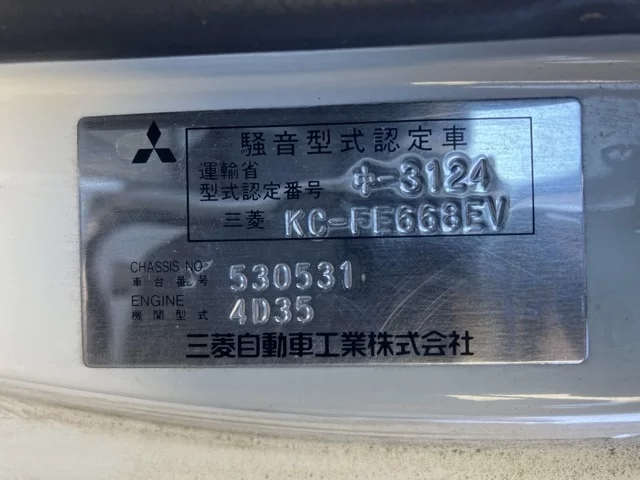 騒音型式認定車
運輸省
型式認定番号 中-3124
三菱 KC-FE668EV
CHASSIS NO.
車台番号 530531
ENGINE
機関型式 4D35
三菱自動車工業株式会社